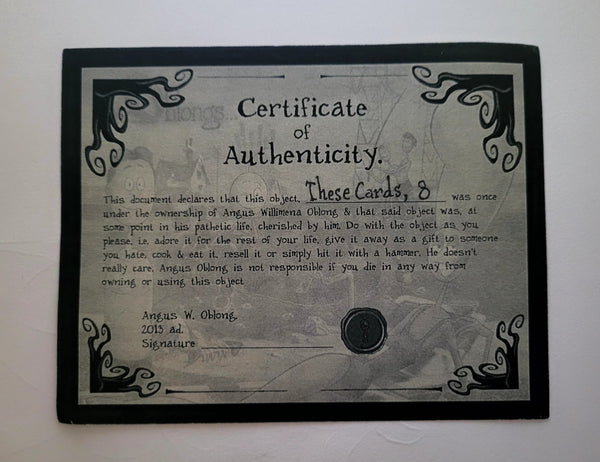 Oblongs...
Certificate
of
Authenticity.
This document declares that this object, These Cards, 8 was once
under the ownership of Angus Willimena Oblong & that said object was, at
some point in his pathetic life, cherished by him. Do with the object as you
please, i.e. adore it for the rest of your life, give it away as a gift to someone
you hate, cook & eat it, resell it or simply hit it with a hammer. He doesn't
really care. Angus Oblong is not responsible if you die in any way from
owning or using this object
Angus W. Oblong,
2013 ad.
Signature